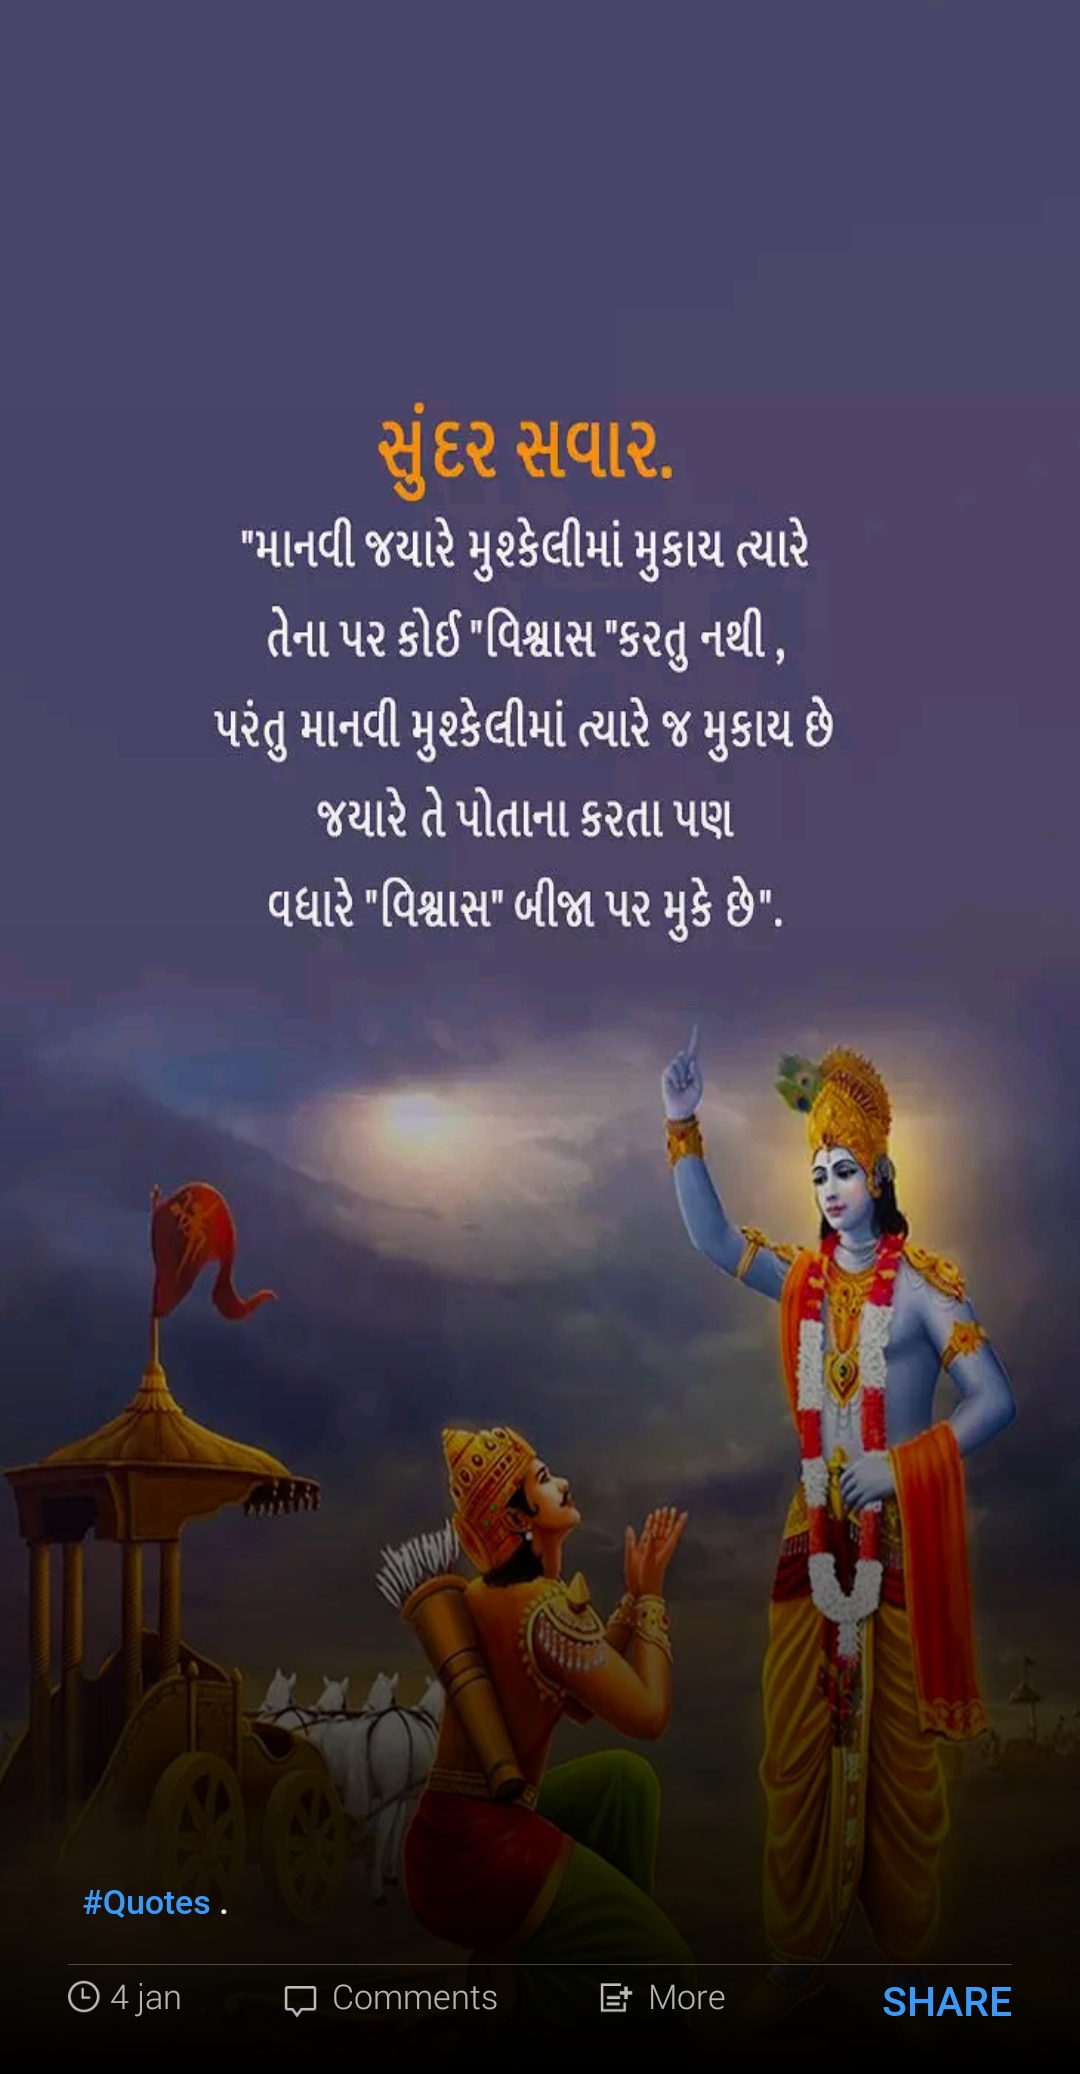 સુંદર સવાર.
"માનવી જયારે મુશ્કેલીમાં મુકાય ત્યારે
તેના પર કોઈ "વિશ્વાસ "કરતુ નથી ,
પરંતુ માનવી મુશ્કેલીમાં ત્યારે જ મુકાય છે
જયારે તે પોતાના કરતા પણ
વધારે "વિશ્વાસ" બીજા પર મુકે છે".
#Quotes .
4 jan Comments More SHARE